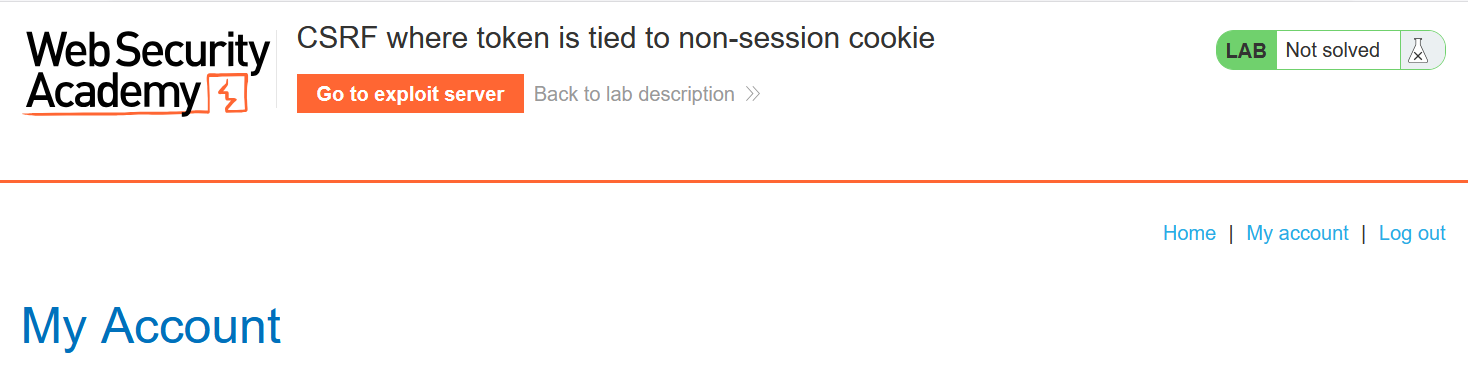 Web Security
Academy
CSRF where token is tied to non-session cookie
Go to exploit server
Back to lab description
LAB Not solved
Home | My account | Log out
My Account